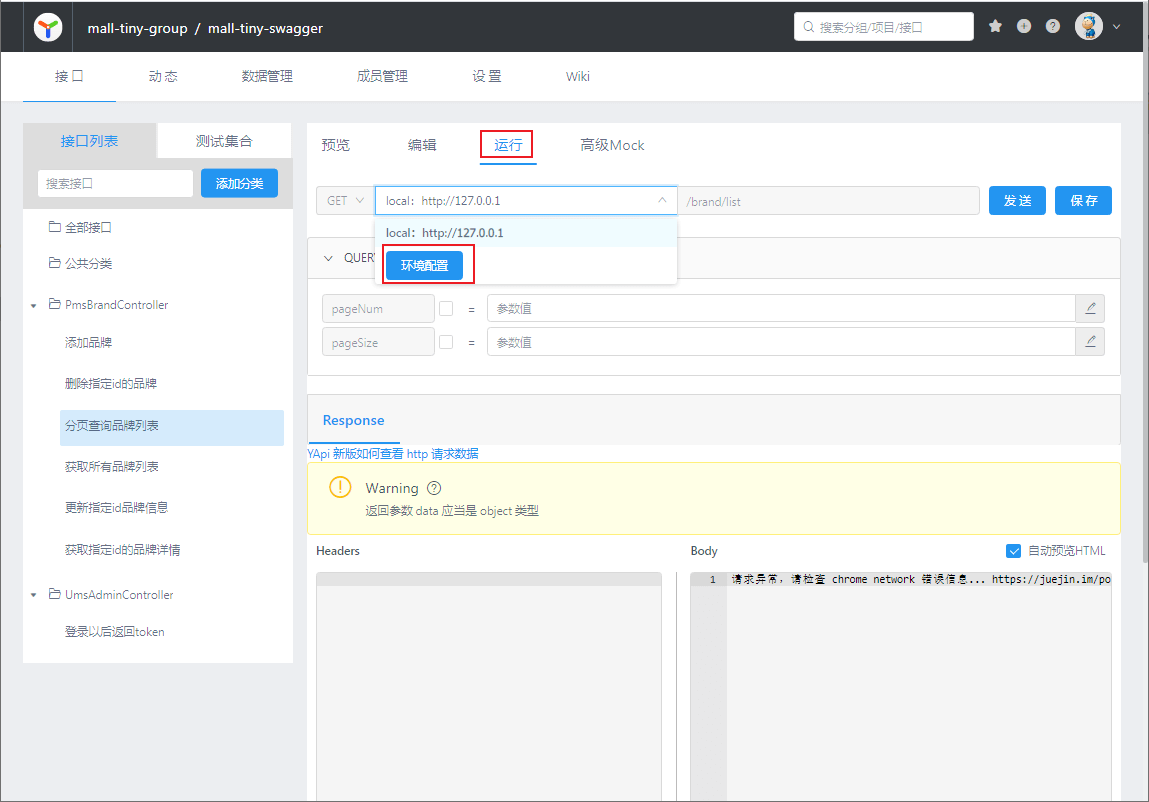 mall-tiny-group / mall-tiny-swagger
搜索分组/项目/接口
接口 动态 数据管理 成员管理 设置 Wiki
接口列表 测试集合
搜索接口 添加分类
全部接口
公共分类
PmsBrandController
添加品牌
删除指定id的品牌
分页查询品牌列表
获取所有品牌列表
更新指定id品牌信息
获取指定id的品牌详情
UmsAdminController
登录以后返回token
预览 编辑 运行 高级Mock
GET local：http://127.0.0.1 /brand/list 发送 保存
local：http://127.0.0.1
环境配置
QUER
pageNum = 参数值
pageSize = 参数值
Response
YApi 新版如何查看 http 请求数据
Warning
返回参数 data 应当是 object 类型
Headers
Body 自动预览HTML
1 请求异常，请检查 chrome network 错误信息... https://juejin.im/po